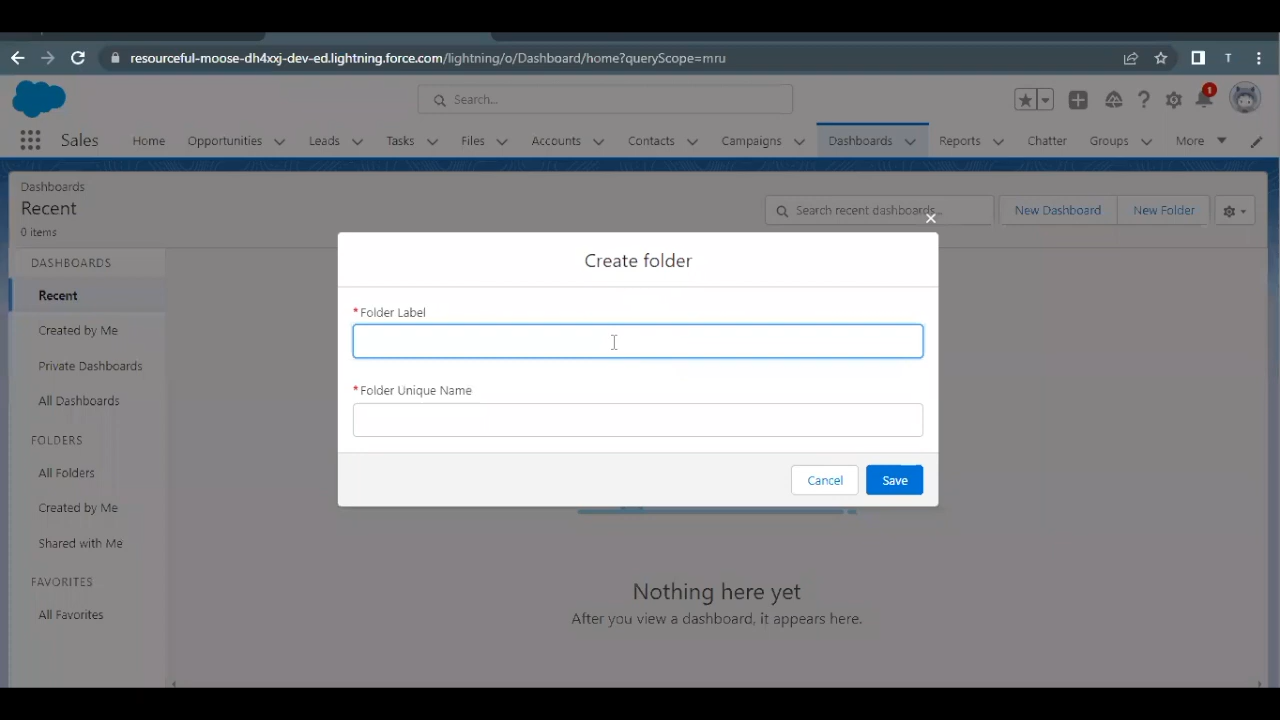 resourceful-moose-dh4xxj-dev-ed.lightning.force.com/lightning/o/Dashboard/home?queryScope=mru
T
Search...
1
Sales Home Opportunities Leads Tasks Files Accounts Contacts Campaigns Dashboards Reports Chatter Groups More
Dashboards
Recent
0 items
Search recent dashboards...
New Dashboard
New Folder
DASHBOARDS
Recent
Created by Me
Private Dashboards
All Dashboards
FOLDERS
All Folders
Created by Me
Shared with Me
FAVORITES
All Favorites
Create folder
* Folder Label
* Folder Unique Name
Cancel
Save
Nothing here yet
After you view a dashboard, it appears here.